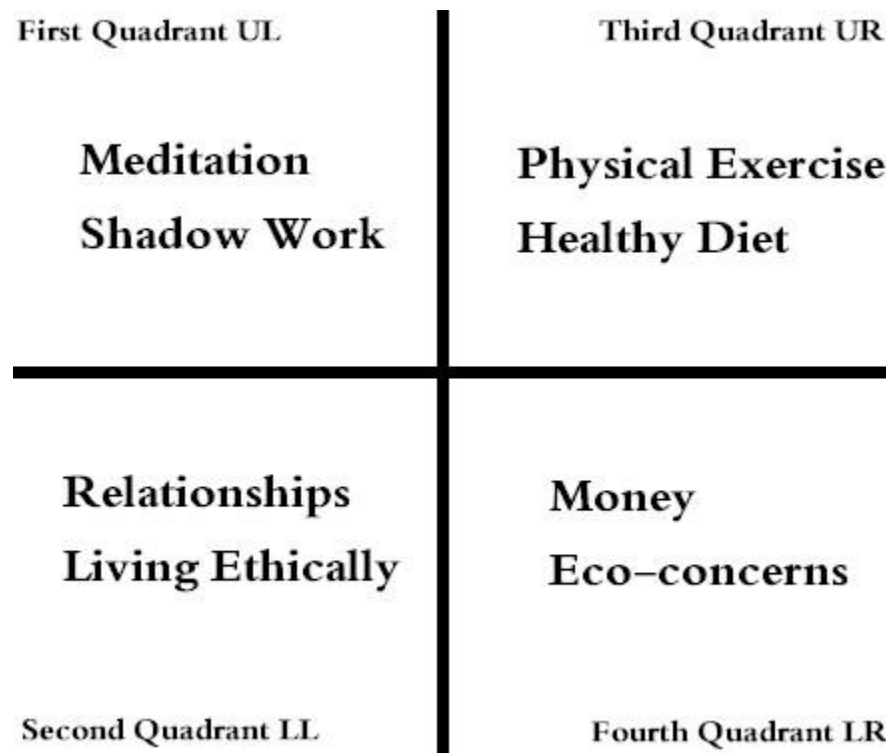 First Quadrant UL
Third Quadrant UR
Meditation
Shadow Work
Physical Exercise
Healthy Diet
Relationships
Living Ethically
Money
Eco-concerns
Second Quadrant LL
Fourth Quadrant LR